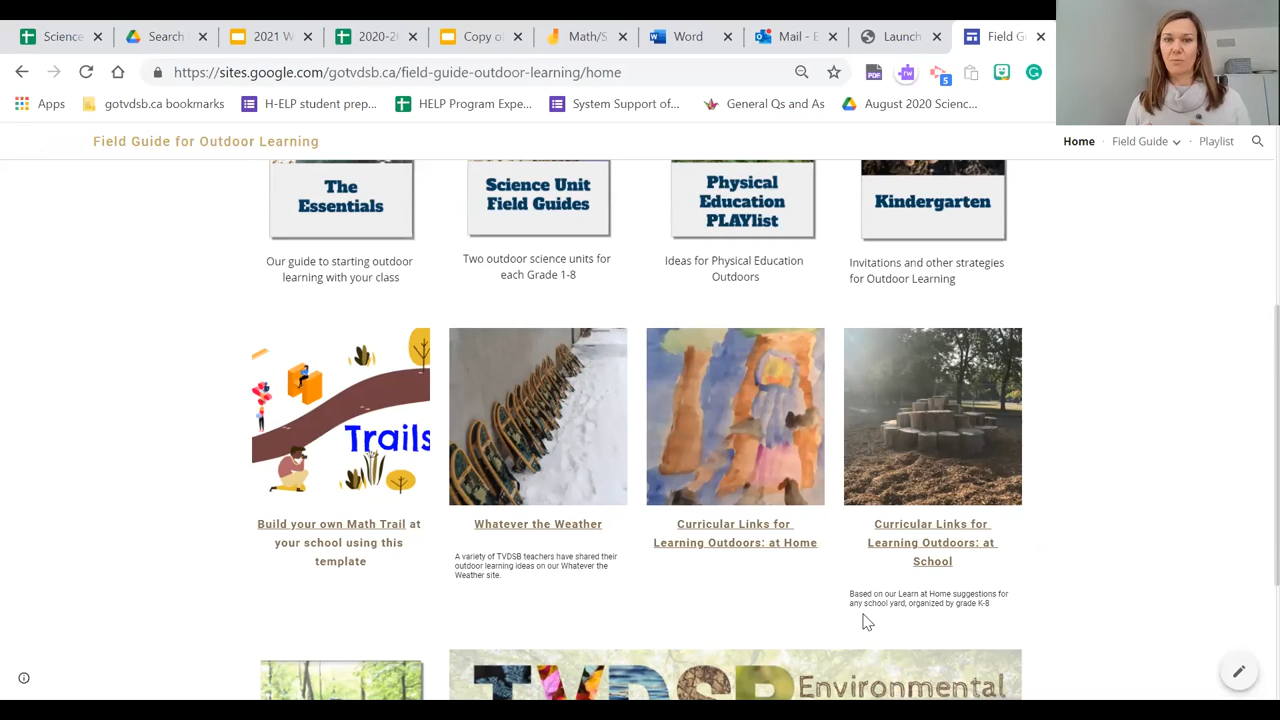 Science
Search
2021 W
2020-2
Copy of
Math/S
Word
Mail - E
Launch
Field G
https://sites.google.com/gotvdsb.ca/field-guide-outdoor-learning/home
PDF
rw
5
Apps
gotvdsb.ca bookmarks
H-ELP student prep...
HELP Program Expe...
System Support of...
General Qs and As
August 2020 Scienc...
Field Guide for Outdoor Learning
Home
Field Guide
Playlist
The
Essentials
Science Unit
Field Guides
Physical
Education
PLAYlist
Kindergarten
Our guide to starting outdoor
learning with your class
Two outdoor science units for
each Grade 1-8
Ideas for Physical Education
Outdoors
Invitations and other strategies
for Outdoor Learning
Trails
Build your own Math Trail at
your school using this
template
Whatever the Weather
A variety of TVDSB teachers have shared their
outdoor learning ideas on our Whatever the
Weather site.
Curricular Links for
Learning Outdoors: at Home
Curricular Links for
Learning Outdoors: at
School
Based on our Learn at Home suggestions for
any school yard, organized by grade K-8
TVDSB Environmental